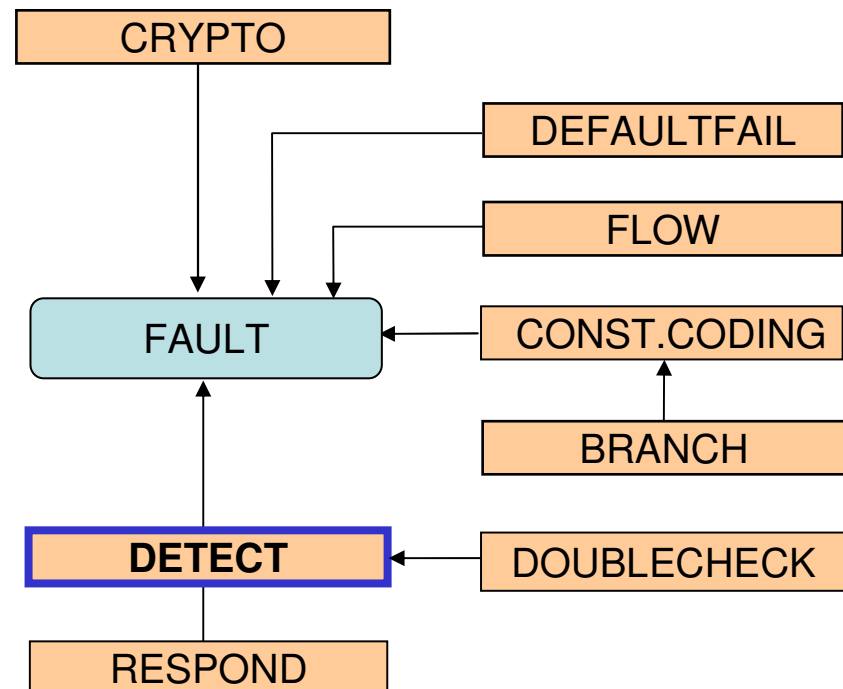 CRYPTO
DEFAULTFAIL
FLOW
FAULT
CONST.CODING
BRANCH
DETECT
DOUBLECHECK
RESPOND